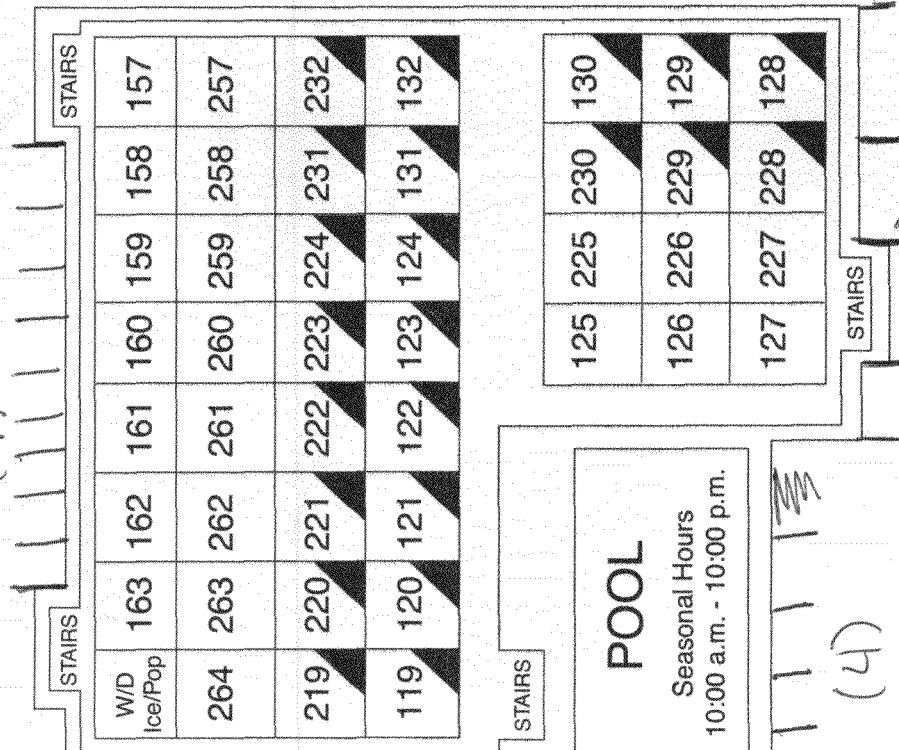 STAIRS
157 257 232 132
158 258 231 131
159 259 224 124
160 260 223 123
161 261 222 122
162 262 221 121
163 263 220 120
W/D
Ice/Pop
264 219 119
STAIRS
130 129 128
230 229 228
225 226 227
125 126 127
STAIRS
STAIRS
POOL
Seasonal Hours
10:00 a.m. - 10:00 p.m.
(4)